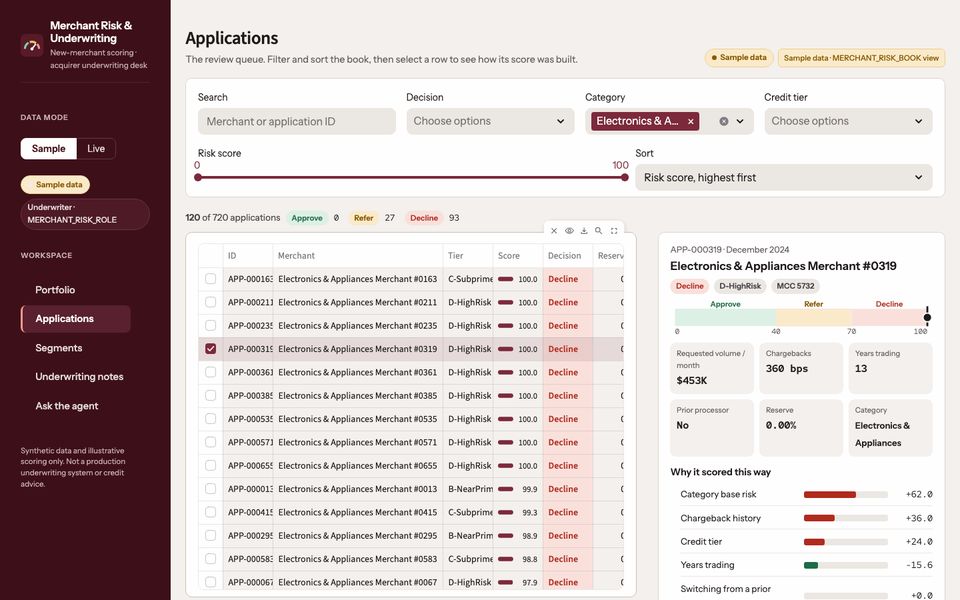 Merchant Risk &
Underwriting
New-merchant scoring ·
acquirer underwriting desk
DATA MODE
Sample
Live
Sample data
Underwriter ·
MERCHANT_RISK_ROLE
WORKSPACE
Portfolio
Applications
Segments
Underwriting notes
Ask the agent
Synthetic data and illustrative
scoring only. Not a production
underwriting system or credit
advice.
Applications
The review queue. Filter and sort the book, then select a row to see how its score was built.
Sample data
Sample data · MERCHANT_RISK_BOOK view
Search
Decision
Category
Credit tier
Merchant or application ID
Choose options
Electronics & A...
Choose options
Risk score
0
100
Sort
Risk score, highest first
120 of 720 applications
Approve 0
Refer 27
Decline 93
ID Merchant Tier Score Decision Reserv
APP-000163 Electronics & Appliances Merchant #0163 C-Subprime 100.0 Decline
APP-000211 Electronics & Appliances Merchant #0211 D-HighRisk 100.0 Decline
APP-000235 Electronics & Appliances Merchant #0235 D-HighRisk 100.0 Decline
APP-000319 Electronics & Appliances Merchant #0319 D-HighRisk 100.0 Decline
APP-000361 Electronics & Appliances Merchant #0361 D-HighRisk 100.0 Decline
APP-000385 Electronics & Appliances Merchant #0385 D-HighRisk 100.0 Decline
APP-000535 Electronics & Appliances Merchant #0535 D-HighRisk 100.0 Decline
APP-000571 Electronics & Appliances Merchant #0571 D-HighRisk 100.0 Decline
APP-000655 Electronics & Appliances Merchant #0655 D-HighRisk 100.0 Decline
APP-000013 Electronics & Appliances Merchant #0013 B-NearPrim 99.9 Decline
APP-000415 Electronics & Appliances Merchant #0415 C-Subprime 99.3 Decline
APP-000295 Electronics & Appliances Merchant #0295 B-NearPrim 98.9 Decline
APP-000583 Electronics & Appliances Merchant #0583 C-Subprime 98.8 Decline
APP-000067 Electronics & Appliances Merchant #0067 D-HighRisk 97.9 Decline
APP-000319 · December 2024
Electronics & Appliances Merchant #0319
Decline
D-HighRisk
MCC 5732
Approve Refer Decline
0 40 70 100
Requested volume /
month
$453K
Chargebacks
360 bps
Years trading
13
Prior processor
No
Reserve
0.00%
Category
Electronics &
Appliances
Why it scored this way
Category base risk +62.0
Chargeback history +36.0
Credit tier +24.0
Years trading -15.6
Switching from a prior +0.0